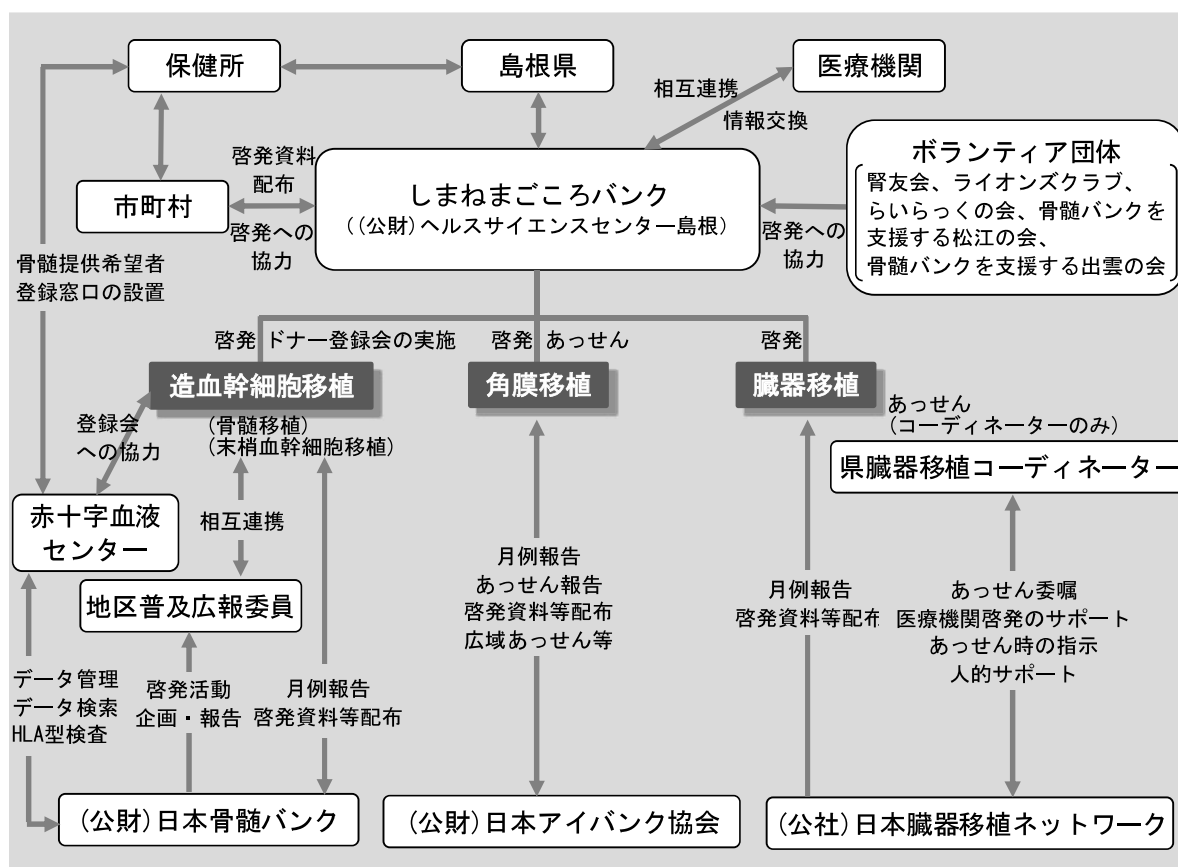 保健所
島根県
医療機関
相互連携
情報交換
啓発資料
配布
市町村
啓発への
協力
しまねまごころバンク
((公財)ヘルスサイエンスセンター島根)
ボランティア団体
腎友会、ライオンズクラブ、
らいらっくの会、骨髄バンクを
支援する松江の会、
骨髄バンクを支援する出雲の会
啓発への
協力
骨髄提供希望者
登録窓口の設置
啓発 ドナー登録会の実施
啓発 あっせん
啓発
造血幹細胞移植
(骨髄移植)
(末梢血幹細胞移植)
角膜移植
臓器移植
あっせん
(コーディネーターのみ)
県臓器移植コーディネーター
登録会
への協力
赤十字血液
センター
相互連携
地区普及広報委員
月例報告
あっせん報告
啓発資料等配布
広域あっせん等
月例報告
啓発資料等配布
あっせん委嘱
医療機関啓発のサポート
あっせん時の指示
人的サポート
データ管理
データ検索
HLA型検査
啓発活動
企画・報告
月例報告
啓発資料等配布
(公財)日本骨髄バンク
(公財)日本アイバンク協会
(公社)日本臓器移植ネットワーク